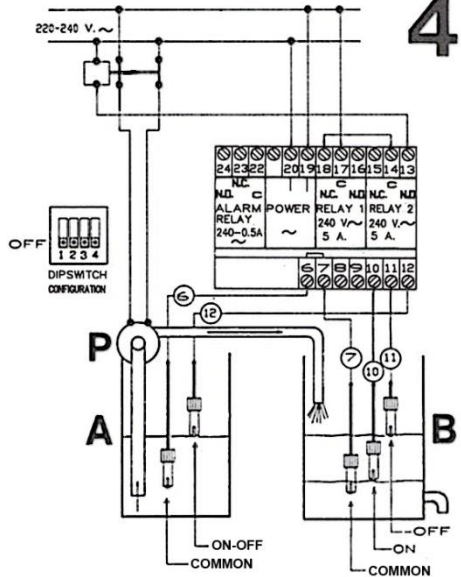 4
220-240 V.~
24 23 22 20 19 18 17 16 15 14 13
N.C. N.C. C N.C. C
N.O. C N.O. N.O
ALARM POWER RELAY 1 RELAY 2
RELAY ~ 240 V~ 240 V.~
240-0.5A 5 A. 5 A.
~
6 7 8 9 10 11 12
OFF
1 2 3 4
DIPSWITCH
CONFIGURATION
6
12
P
7
10
11
A
B
ON-OFF
COMMON
OFF
ON
COMMON